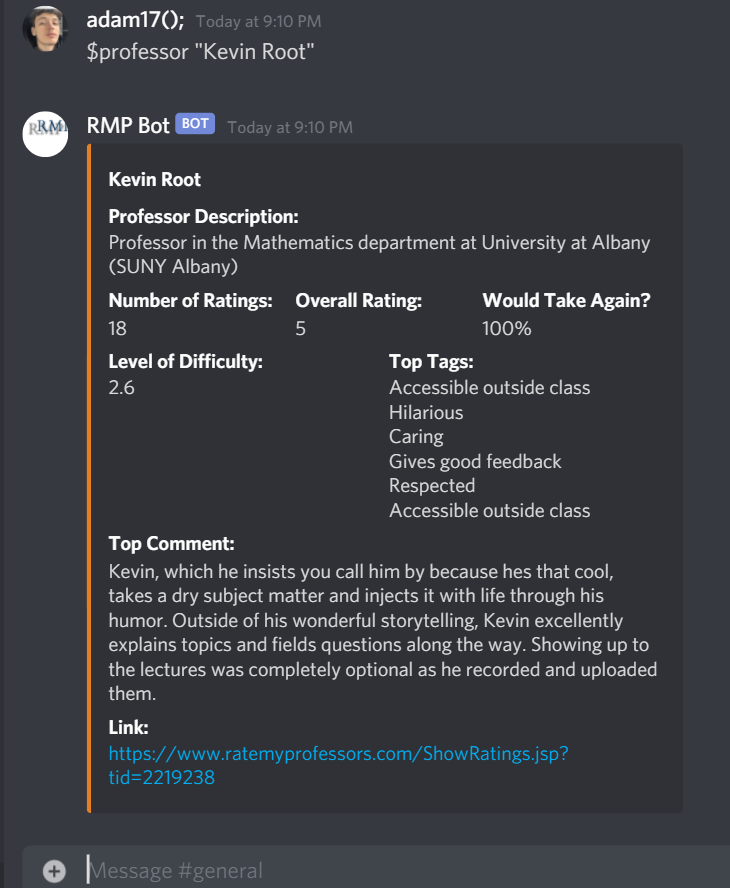 adam17(); Today at 9:10 PM
$professor "Kevin Root"
RMP Bot BOT Today at 9:10 PM
Kevin Root
Professor Description:
Professor in the Mathematics department at University at Albany
(SUNY Albany)
Number of Ratings: Overall Rating: Would Take Again?
18 5 100%
Level of Difficulty: Top Tags:
2.6 Accessible outside class
Hilarious
Caring
Gives good feedback
Respected
Accessible outside class
Top Comment:
Kevin, which he insists you call him by because hes that cool,
takes a dry subject matter and injects it with life through his
humor. Outside of his wonderful storytelling, Kevin excellently
explains topics and fields questions along the way. Showing up to
the lectures was completely optional as he recorded and uploaded
them.
Link:
https://www.ratemyprofessors.com/ShowRatings.jsp?
tid=2219238
Message #general